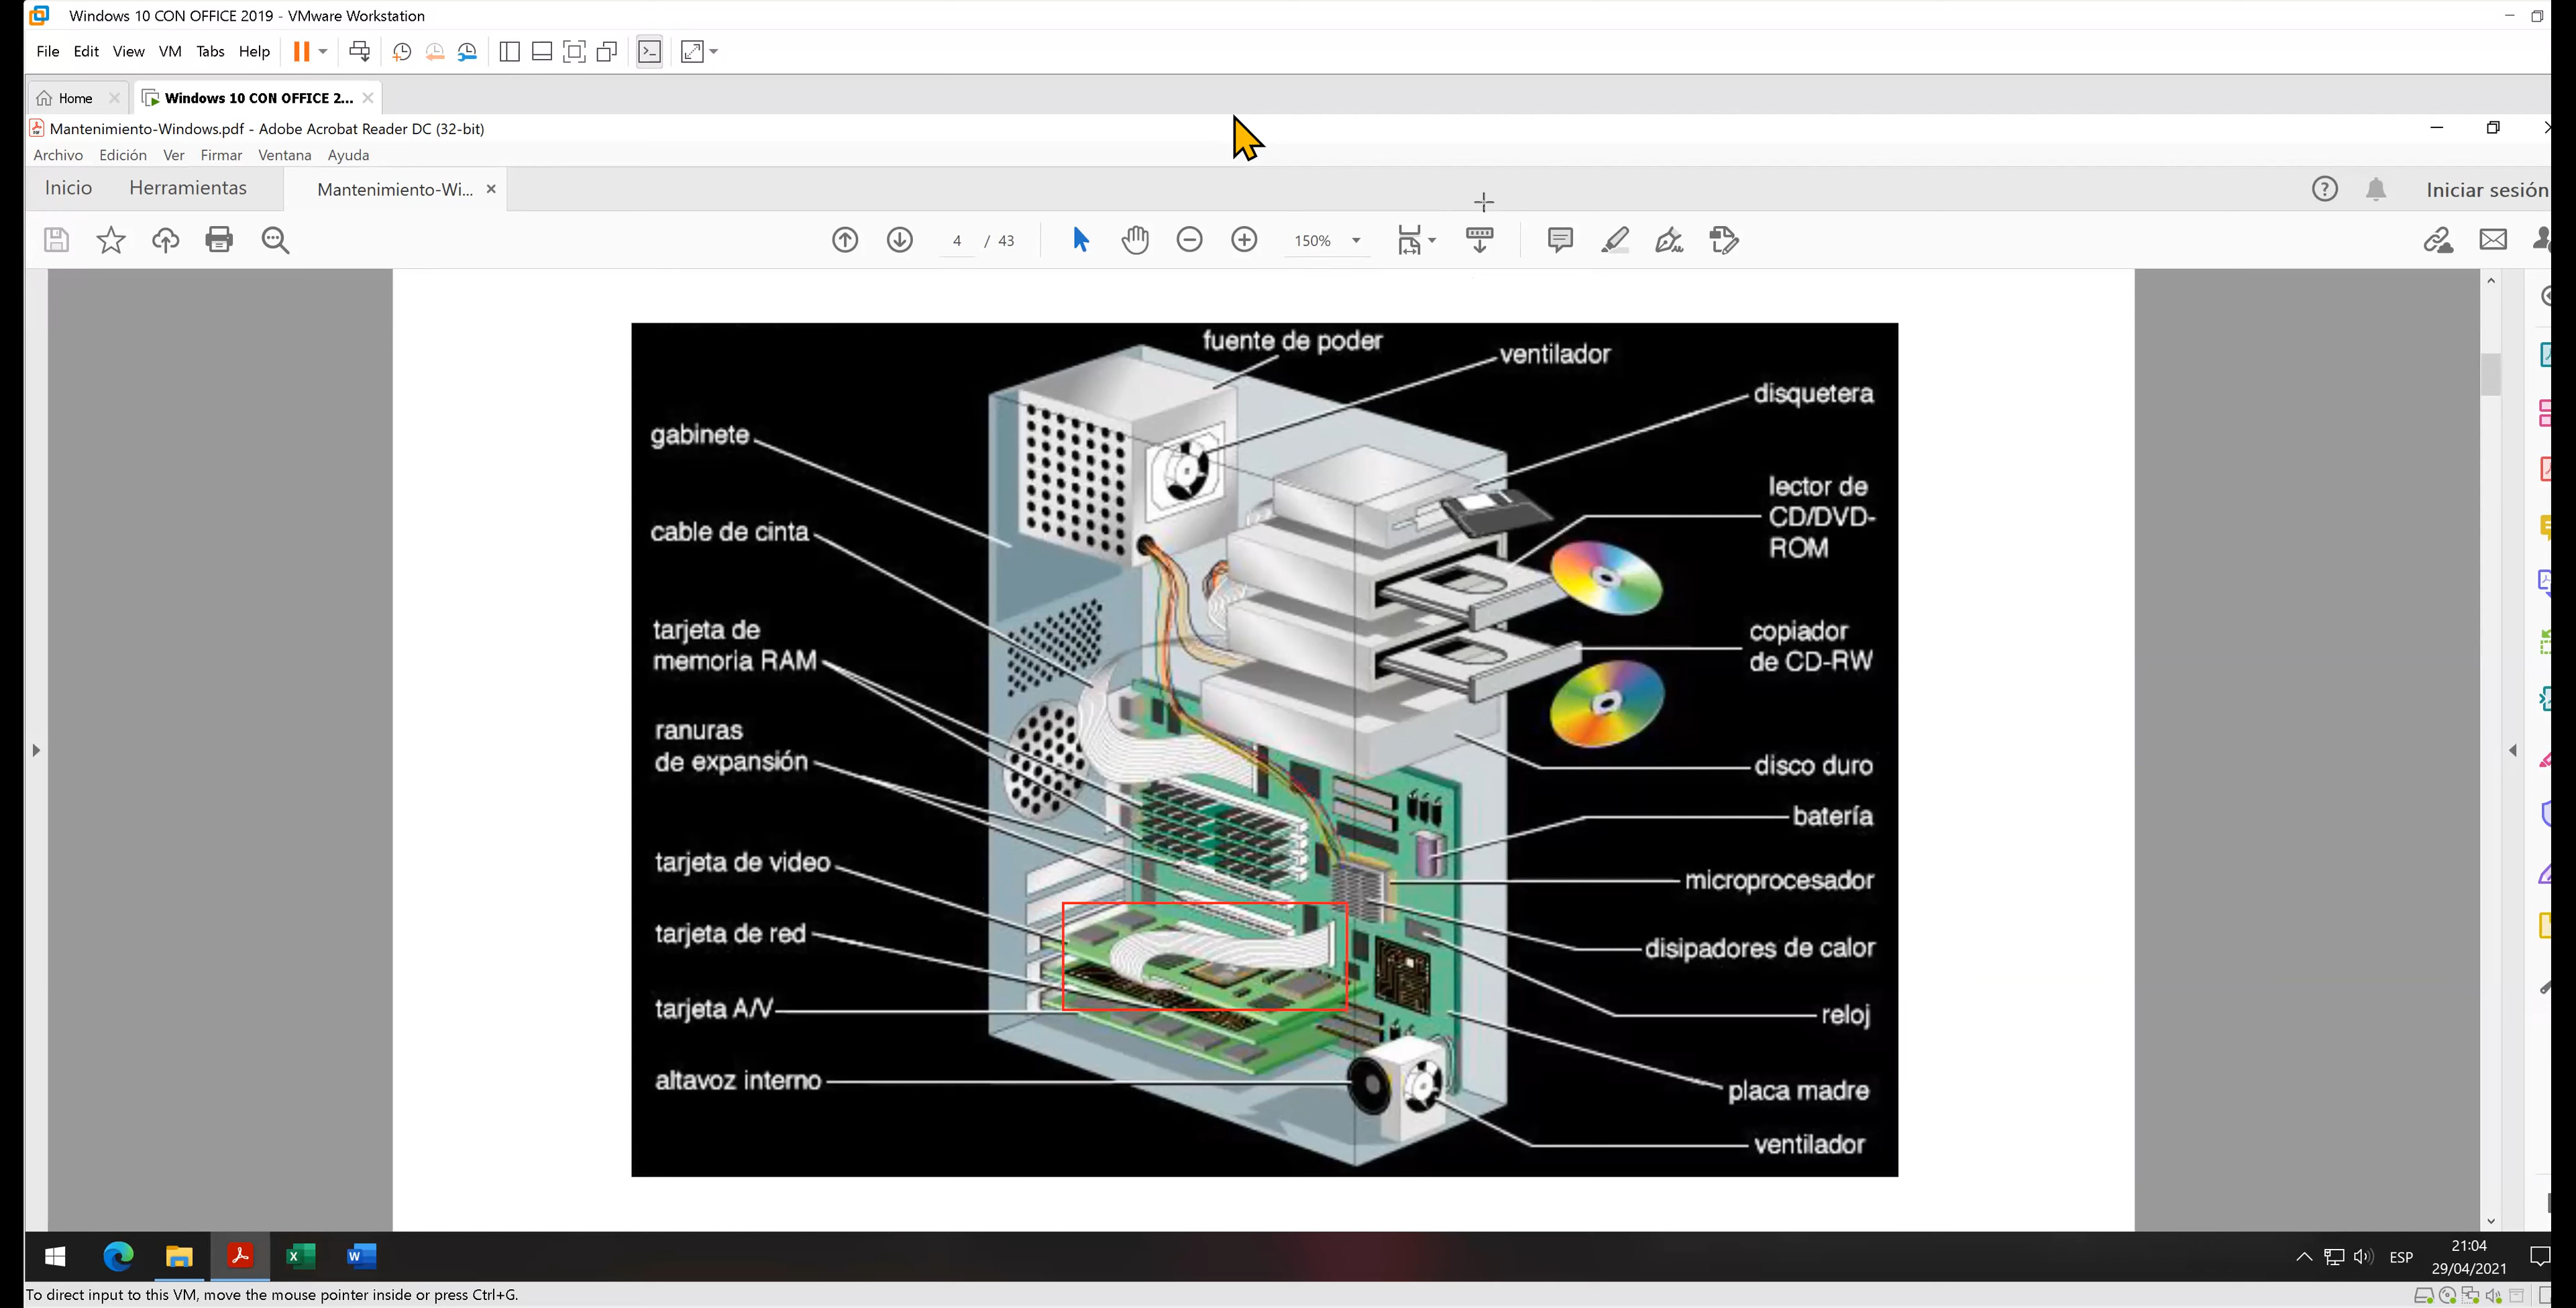 Windows 10 CON OFFICE 2019 - VMware Workstation
File Edit View VM Tabs Help
Home
Windows 10 CON OFFICE 2...
Mantenimiento-Windows.pdf - Adobe Acrobat Reader DC (32-bit)
Archivo Edición Ver Firmar Ventana Ayuda
Inicio Herramientas Mantenimiento-Wi... Iniciar sesión
4 / 43 150%
fuente de poder
ventilador
disquetera
gabinete
lector de
CD/DVD-
ROM
cable de cinta
tarjeta de
memoria RAM
copiador
de CD-RW
ranuras
de expansión
disco duro
batería
tarjeta de video
microprocesador
tarjeta de red
disipadores de calor
tarjeta A/V
reloj
altavoz interno
placa madre
ventilador
ESP
21:04
29/04/2021
To direct input to this VM, move the mouse pointer inside or press Ctrl+G.